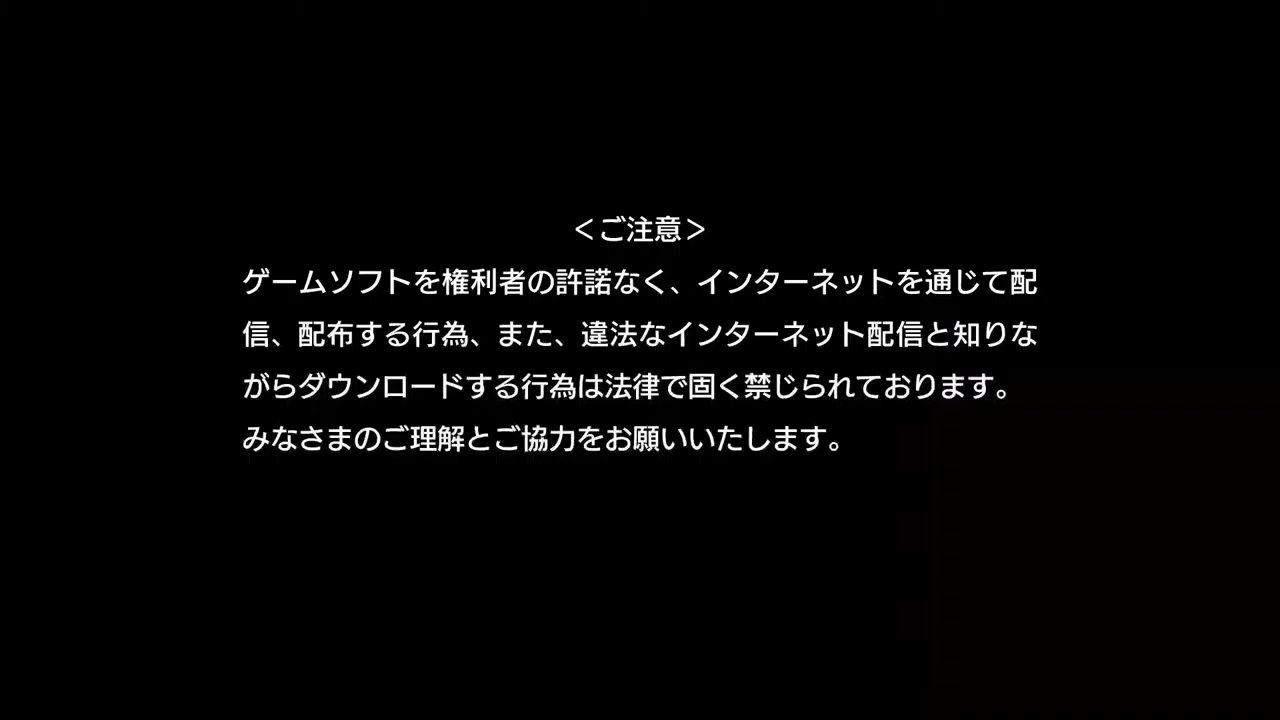 ＜ご注意＞
ゲームソフトを権利者の許諾なく、インターネットを通じて配
信、配布する行為、また、違法なインターネット配信と知りな
がらダウンロードする行為は法律で固く禁じられております。
みなさまのご理解とご協力をお願いいたします。